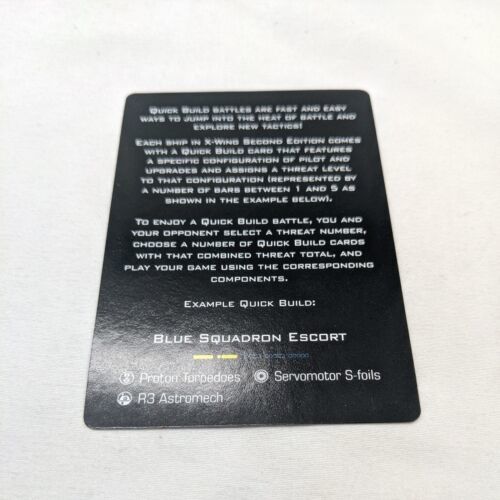 Quick Build battles are fast and easy
ways to jump into the heat of battle and
explore new tactics!
Each ship in X-Wing Second Edition comes
with a Quick Build card that features
a specific configuration of pilot and
upgrades and assigns a threat level
to that configuration (represented by
a number of bars between 1 and 5 as
shown in the example below).
To enjoy a Quick Build battle, you and
your opponent select a threat number,
choose a number of Quick Build cards
with that combined threat total, and
play your game using the corresponding
components.
Example Quick Build:
Blue Squadron Escort
Proton Torpedoes Servomotor S-foils
R3 Astromech